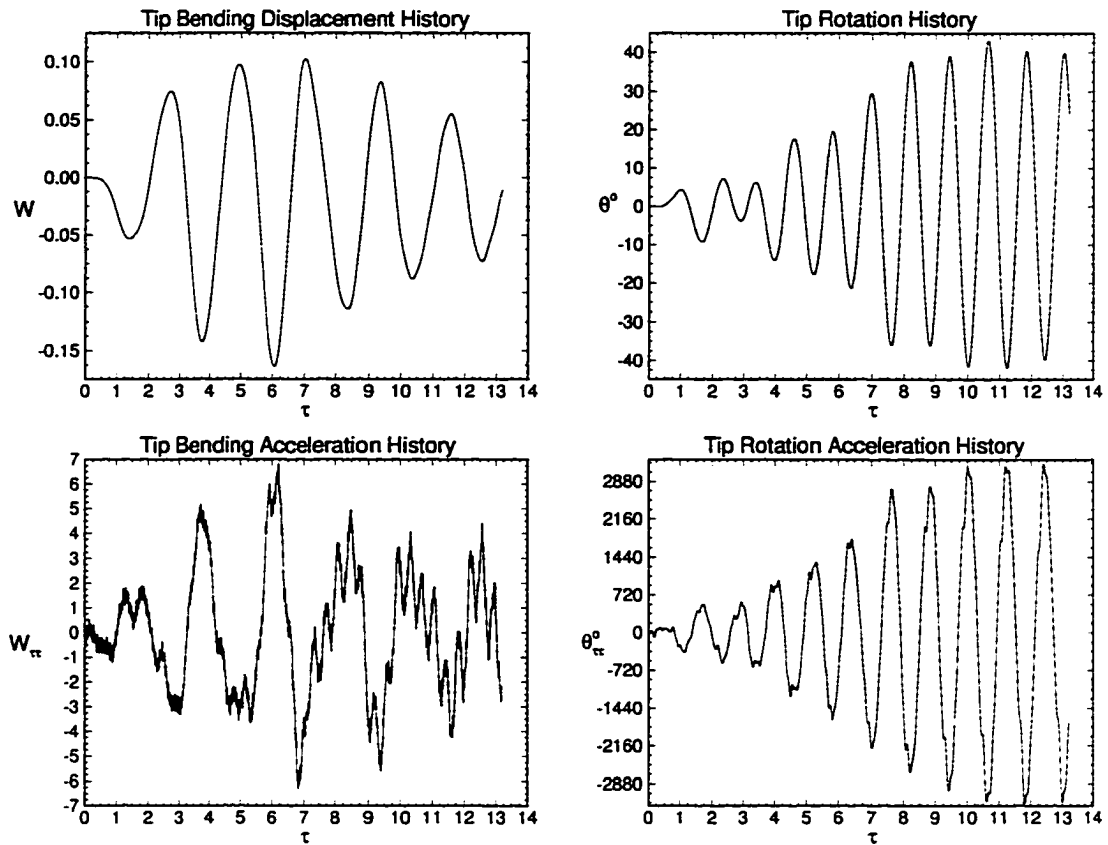 Tip Bending Displacement History
0.10
0.05
0.00
-0.05
-0.10
-0.15
W
0 1 2 3 4 5 6 7 8 9 10 11 12 13 14
τ
Tip Rotation History
40
30
20
10
0
-10
-20
-30
-40
θ°
0 1 2 3 4 5 6 7 8 9 10 11 12 13 14
τ
Tip Bending Acceleration History
7
6
5
4
3
2
1
0
-1
-2
-3
-4
-5
-6
-7
Wττ
0 1 2 3 4 5 6 7 8 9 10 11 12 13 14
τ
Tip Rotation Acceleration History
2880
2160
1440
720
0
-720
-1440
-2160
-2880
θ°ττ
0 1 2 3 4 5 6 7 8 9 10 11 12 13 14
τ